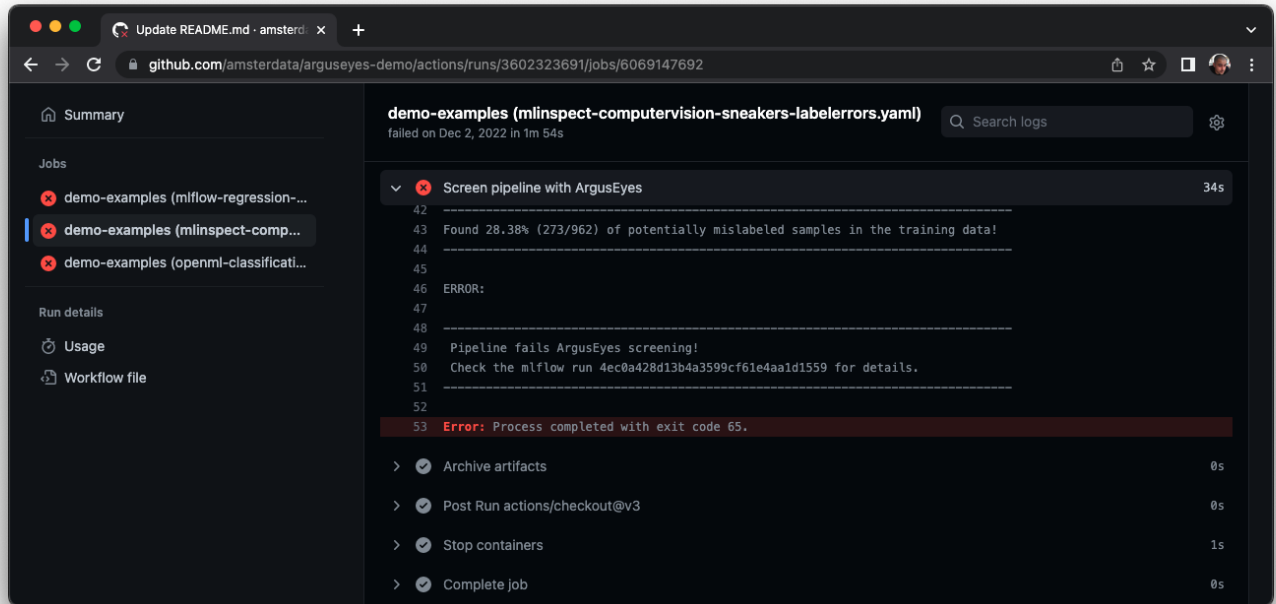 Update README.md · amsterda
github.com/amsterdata/arguseyes-demo/actions/runs/3602323691/jobs/6069147692
Summary
Jobs
demo-examples (mlflow-regression-...
demo-examples (mlinspect-comp...
demo-examples (openml-classificati...
Run details
Usage
Workflow file
demo-examples (mlinspect-computervision-sneakers-labelerrors.yaml)
failed on Dec 2, 2022 in 1m 54s
Search logs
Screen pipeline with ArgusEyes 34s
42 --------------------------------------------------------------------------------
43 Found 28.38% (273/962) of potentially mislabeled samples in the training data!
44 --------------------------------------------------------------------------------
45
46 ERROR:
47
48 --------------------------------------------------------------------------------
49 Pipeline fails ArgusEyes screening!
50 Check the mlflow run 4ec0a428d13b4a3599cf61e4aa1d1559 for details.
51 --------------------------------------------------------------------------------
52
53 Error: Process completed with exit code 65.
Archive artifacts 0s
Post Run actions/checkout@v3 0s
Stop containers 1s
Complete job 0s